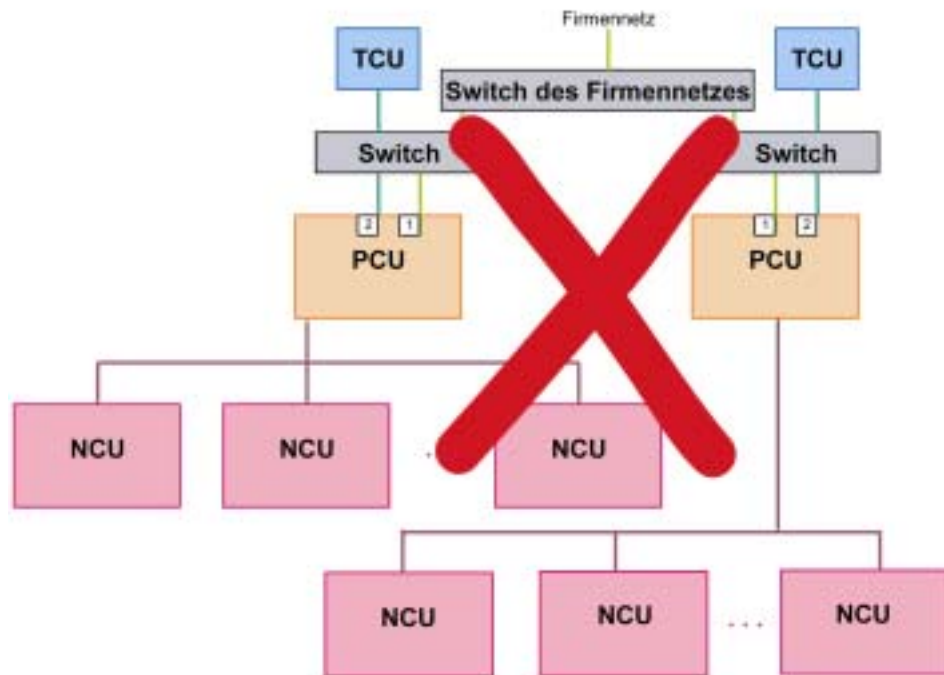 Firmennetz
TCU
TCU
Switch des Firmennetzes
Switch
Switch
2
1
1
2
PCU
PCU
NCU
NCU
NCU
NCU
NCU
. . .
NCU